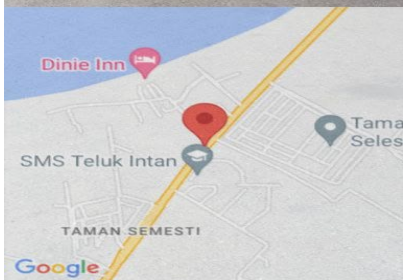 Dinie Inn
Tama
Seles
SMS Teluk Intan
TAMAN SEMESTI
Google